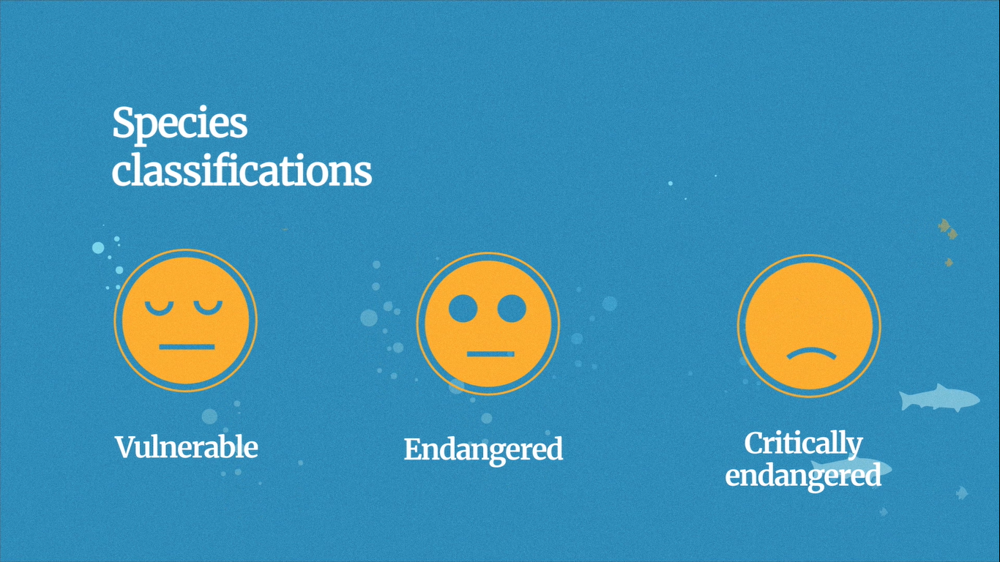 Species
classifications
Vulnerable
Endangered
Critically
endangered